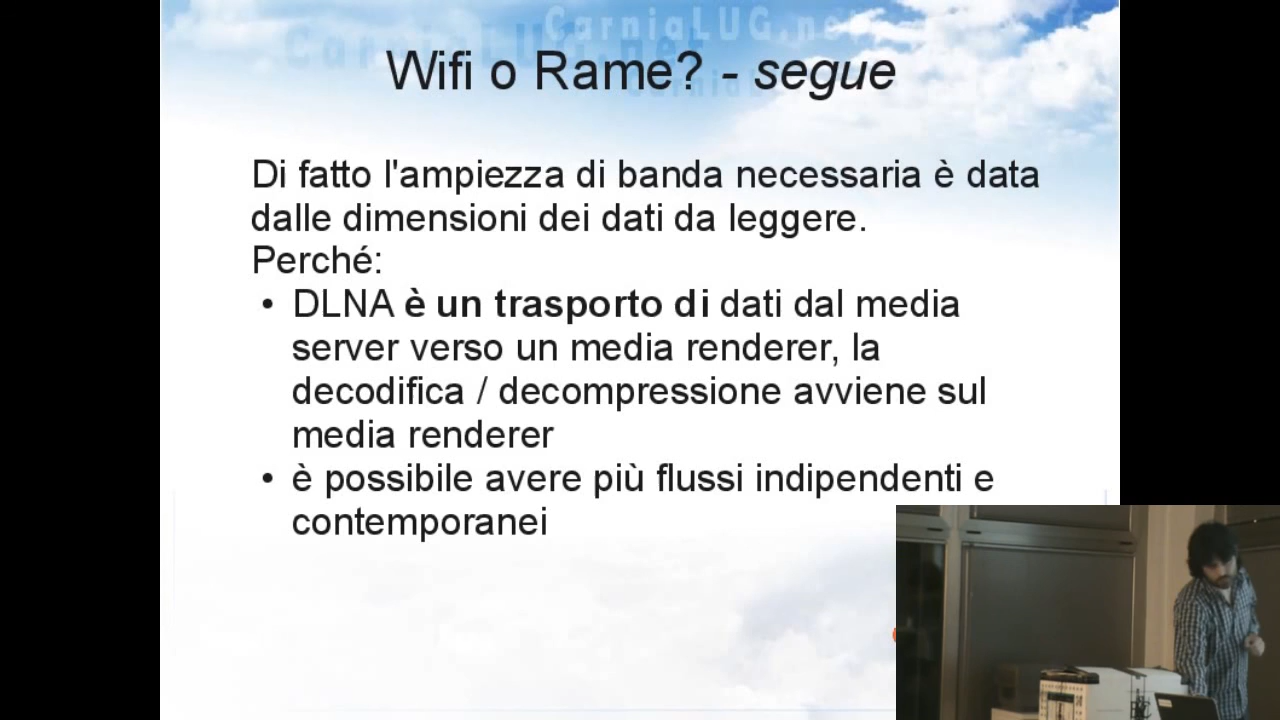 CarniaLUG.net
CarniaLUG.net
Wifi o Rame? - segue
Di fatto l'ampiezza di banda necessaria è data
dalle dimensioni dei dati da leggere.
Perché:
• DLNA è un trasporto di dati dal media
server verso un media renderer, la
decodifica / decompressione avviene sul
media renderer
• è possibile avere più flussi indipendenti e
contemporanei